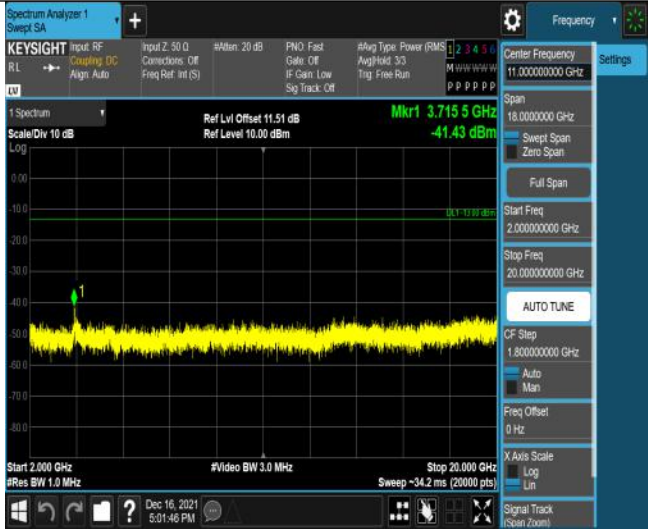 Spectrum Analyzer 1
Swept SA
+
Frequency
KEYSIGHT
RL
LV
Input: RF
Coupling: DC
Align: Auto
Input Z: 50 Ω
Corrections: Off
Freq Ref: Int (S)
#Atten: 20 dB
PNO: Fast
Gate: Off
IF Gain: Low
Sig Track: Off
#Avg Type: Power (RMS
Avg|Hold: 3/3
Trig: Free Run
1 2 3 4 5 6
M W W W W W
P P P P P P
1 Spectrum
Scale/Div 10 dB
Log
Ref Lvl Offset 11.51 dB
Ref Level 10.00 dBm
Mkr1 3.715 5 GHz
-41.43 dBm
0.00
-10.0
DL1 -13.00 dBm
-20.0
-30.0
-40.0
1
-50.0
-60.0
-70.0
-80.0
Start 2.000 GHz
#Res BW 1.0 MHz
#Video BW 3.0 MHz
Stop 20.000 GHz
Sweep ~34.2 ms (20000 pts)
Center Frequency
11.000000000 GHz
Settings
Span
18.0000000 GHz
Swept Span
Zero Span
Full Span
Start Freq
2.000000000 GHz
Stop Freq
20.000000000 GHz
AUTO TUNE
CF Step
1.800000000 GHz
Auto
Man
Freq Offset
0 Hz
X Axis Scale
Log
Lin
Signal Track
(Span Zoom)
?
Dec 16, 2021
5:01:46 PM